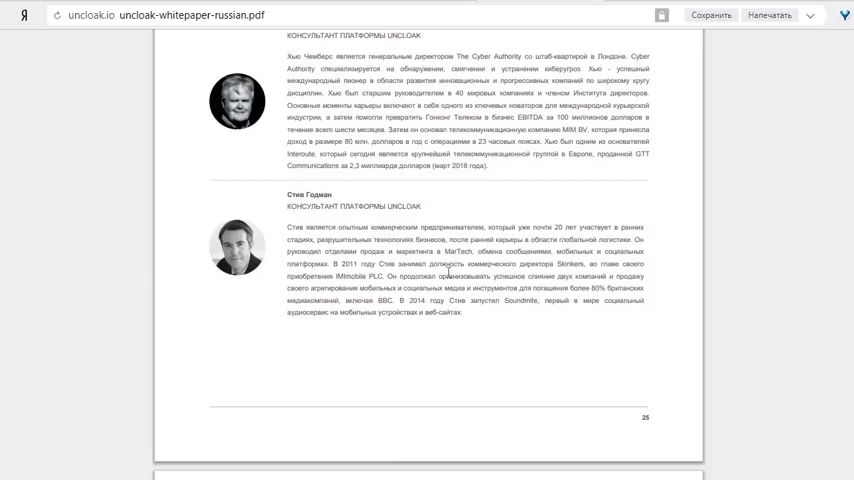 Я uncloak.io uncloak-whitepaper-russian.pdf Сохранить Напечатать
КОНСУЛЬТАНТ ПЛАТФОРМЫ UNCLOAK
Хью Чемберс является генеральным директором The Cyber Authority со штаб-квартирой в Лондоне. Cyber
Authority специализируется на обнаружении, смягчении и устранении киберугроз. Хью - успешный
международный пионер в области развития инновационных и прогрессивных компаний по широкому кругу
дисциплин. Хью был старшим руководителем в 40 мировых компаниях и членом Института директоров.
Основные моменты карьеры включают в себя одного из ключевых новаторов для международной курьерской
индустрии, а затем помогли превратить Гонконг Телеком в бизнес EBITDA за 100 миллионов долларов в
течение всего шести месяцев. Затем он основал телекоммуникационную компанию MIM BV, которая принесла
доход в размере 80 млн. долларов в год с операциями в 23 часовых поясах. Хью был одним из основателей
Interoute, который сегодня является крупнейшей телекоммуникационной группой в Европе, проданной GTT
Communications за 2,3 миллиарда долларов (март 2018 года).
Стив Годман
КОНСУЛЬТАНТ ПЛАТФОРМЫ UNCLOAK
Стив является опытным коммерческим предпринимателем, который уже почти 20 лет участвует в ранних
стадиях, разрушительных технологиях бизнесов, после ранней карьеры в области глобальной логистики. Он
руководил отделами продаж и маркетинга в MarTech, обмена сообщениями, мобильных и социальных
платформах. В 2011 году Стив занимал должность коммерческого директора Skinkers, во главе своего
приобретения IMImobile PLC. Он продолжал организовывать успешное слияние двух компаний и продажу
своего агрегирования мобильных и социальных медиа и инструментов для погашения более 80% британских
медиакомпаний, включая BBC. В 2014 году Стив запустил Soundmite, первый в мире социальный
аудиосервис на мобильных устройствах и веб-сайтах.
25